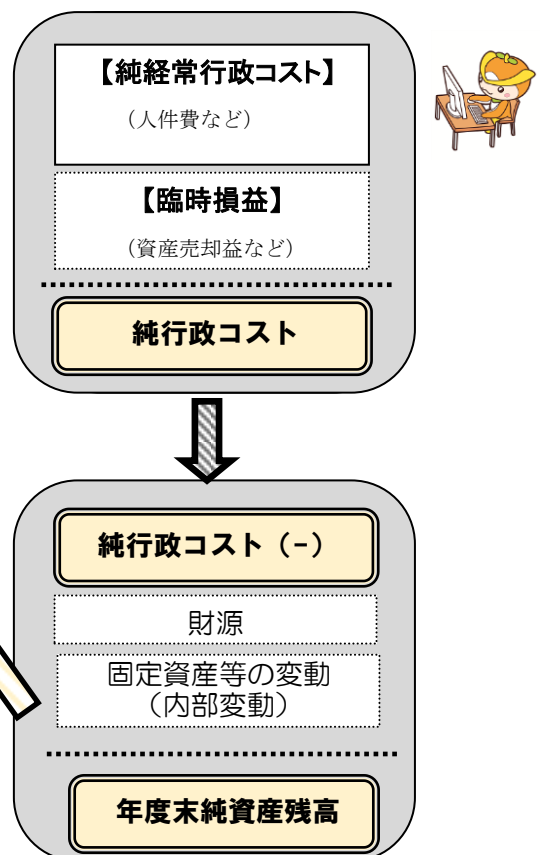 【純経常行政コスト】
（人件費など）
【臨時損益】
（資産売却益など）
純行政コスト
純行政コスト（-）
財源
固定資産等の変動
（内部変動）
年度末純資産残高